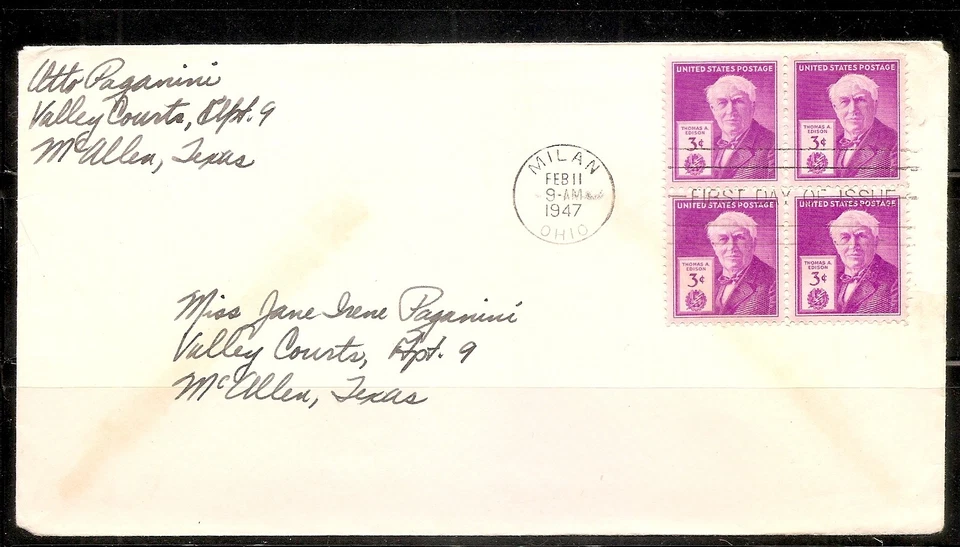 Otto Paganini
Valley Courts, Apt. 9
McAllen, Texas
MILAN
FEB 11
9-AM
1947
OHIO
FIRST DAY OF ISSUE
UNITED STATES POSTAGE
THOMAS A. EDISON
3¢
UNITED STATES POSTAGE
THOMAS A. EDISON
3¢
UNITED STATES POSTAGE
THOMAS A. EDISON
3¢
UNITED STATES POSTAGE
THOMAS A. EDISON
3¢
Miss Jane Irene Paganini
Valley Courts, Apt. 9
McAllen, Texas